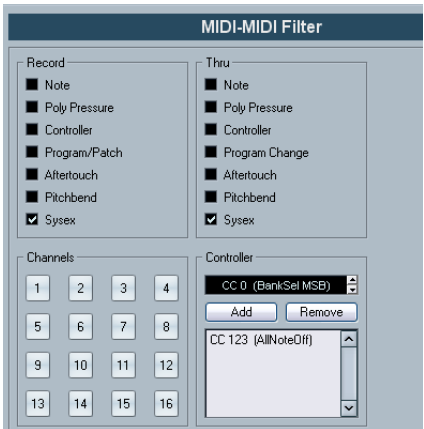 MIDI-MIDI Filter
Record
Note
Poly Pressure
Controller
Program/Patch
Aftertouch
Pitchbend
Sysex
Thru
Note
Poly Pressure
Controller
Program Change
Aftertouch
Pitchbend
Sysex
Channels
1 2 3 4
5 6 7 8
9 10 11 12
13 14 15 16
Controller
CC 0 (BankSel MSB)
Add Remove
CC 123 (AllNoteOff)